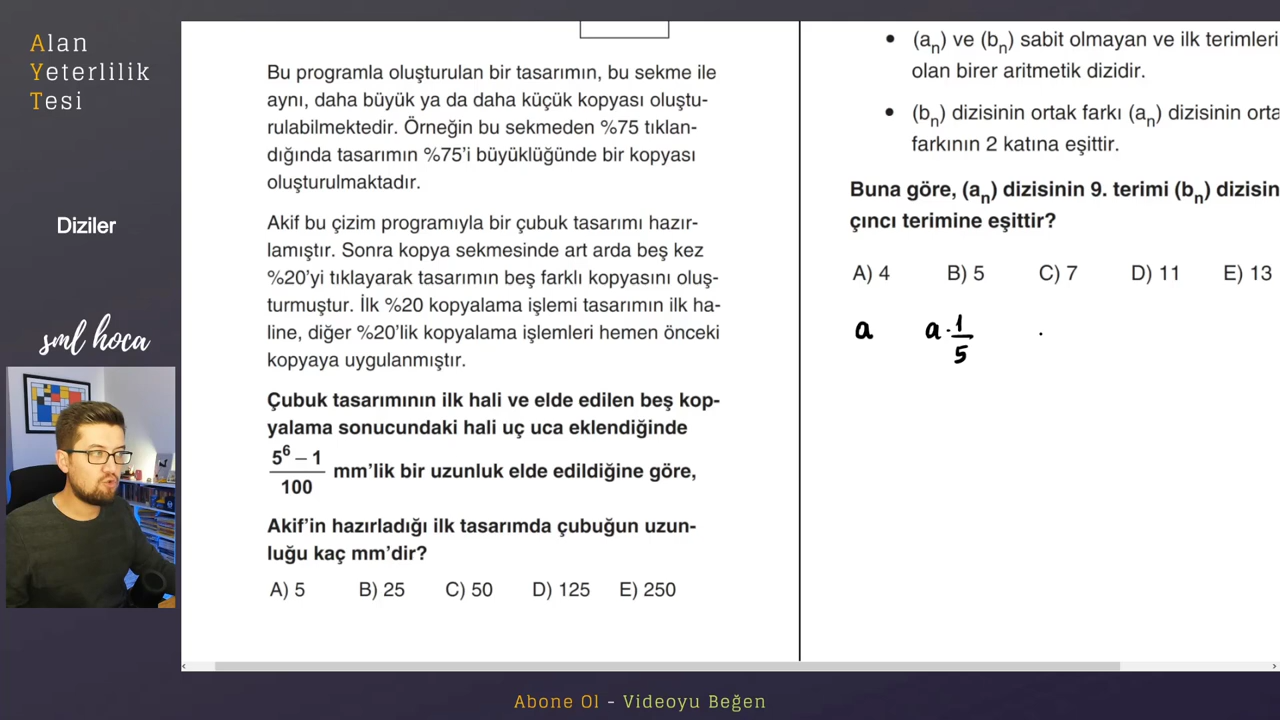 Alan
Yeterlilik
Tesi
Diziler
sml hoca
Bu programla oluşturulan bir tasarımın, bu sekme ile
aynı, daha büyük ya da daha küçük kopyası oluştu-
rulabilmektedir. Örneğin bu sekmeden %75 tıklan-
dığında tasarımın %75'i büyüklüğünde bir kopyası
oluşturulmaktadır.
Akif bu çizim programıyla bir çubuk tasarımı hazır-
lamıştır. Sonra kopya sekmesinde art arda beş kez
%20'yi tıklayarak tasarımın beş farklı kopyasını oluş-
turmuştur. İlk %20 kopyalama işlemi tasarımın ilk ha-
line, diğer %20'lik kopyalama işlemleri hemen önceki
kopyaya uygulanmıştır.
Çubuk tasarımının ilk hali ve elde edilen beş kop-
yalama sonucundaki hali uç uca eklendiğinde
5⁶ – 1
100
mm'lik bir uzunluk elde edildiğine göre,
Akif'in hazırladığı ilk tasarımda çubuğun uzun-
luğu kaç mm'dir?
A) 5 B) 25 C) 50 D) 125 E) 250
• (aₙ) ve (bₙ) sabit olmayan ve ilk terimleri
olan birer aritmetik dizidir.
• (bₙ) dizisinin ortak farkı (aₙ) dizisinin orta
farkının 2 katına eşittir.
Buna göre, (aₙ) dizisinin 9. terimi (bₙ) dizisin
çıncı terimine eşittir?
A) 4 B) 5 C) 7 D) 11 E) 13
a a · 1/5
Abone Ol - Videoyu Beğen